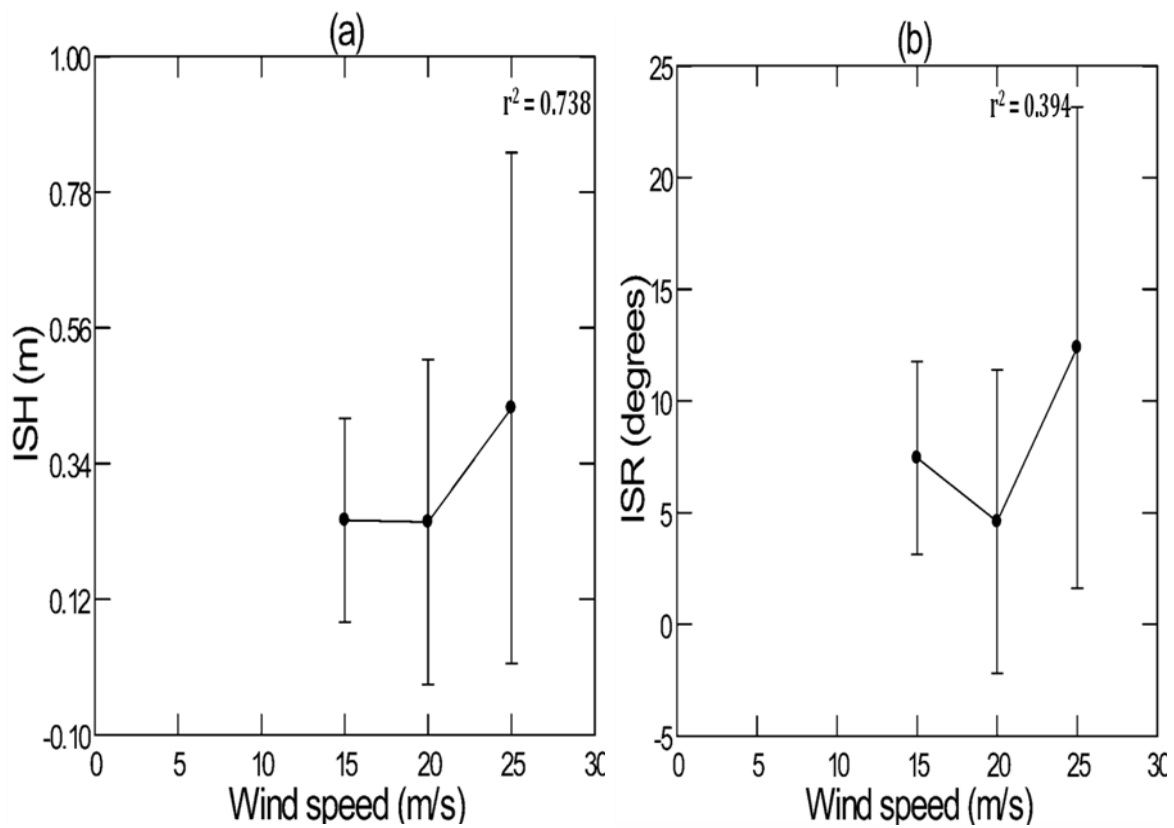 (a)
r² = 0.738
1.00
0.78
0.56
0.34
0.12
-0.10
ISH (m)
0 5 10 15 20 25 30
Wind speed (m/s)
(b)
r² = 0.394
25
20
15
10
5
0
-5
ISR (degrees)
0 5 10 15 20 25 30
Wind speed (m/s)